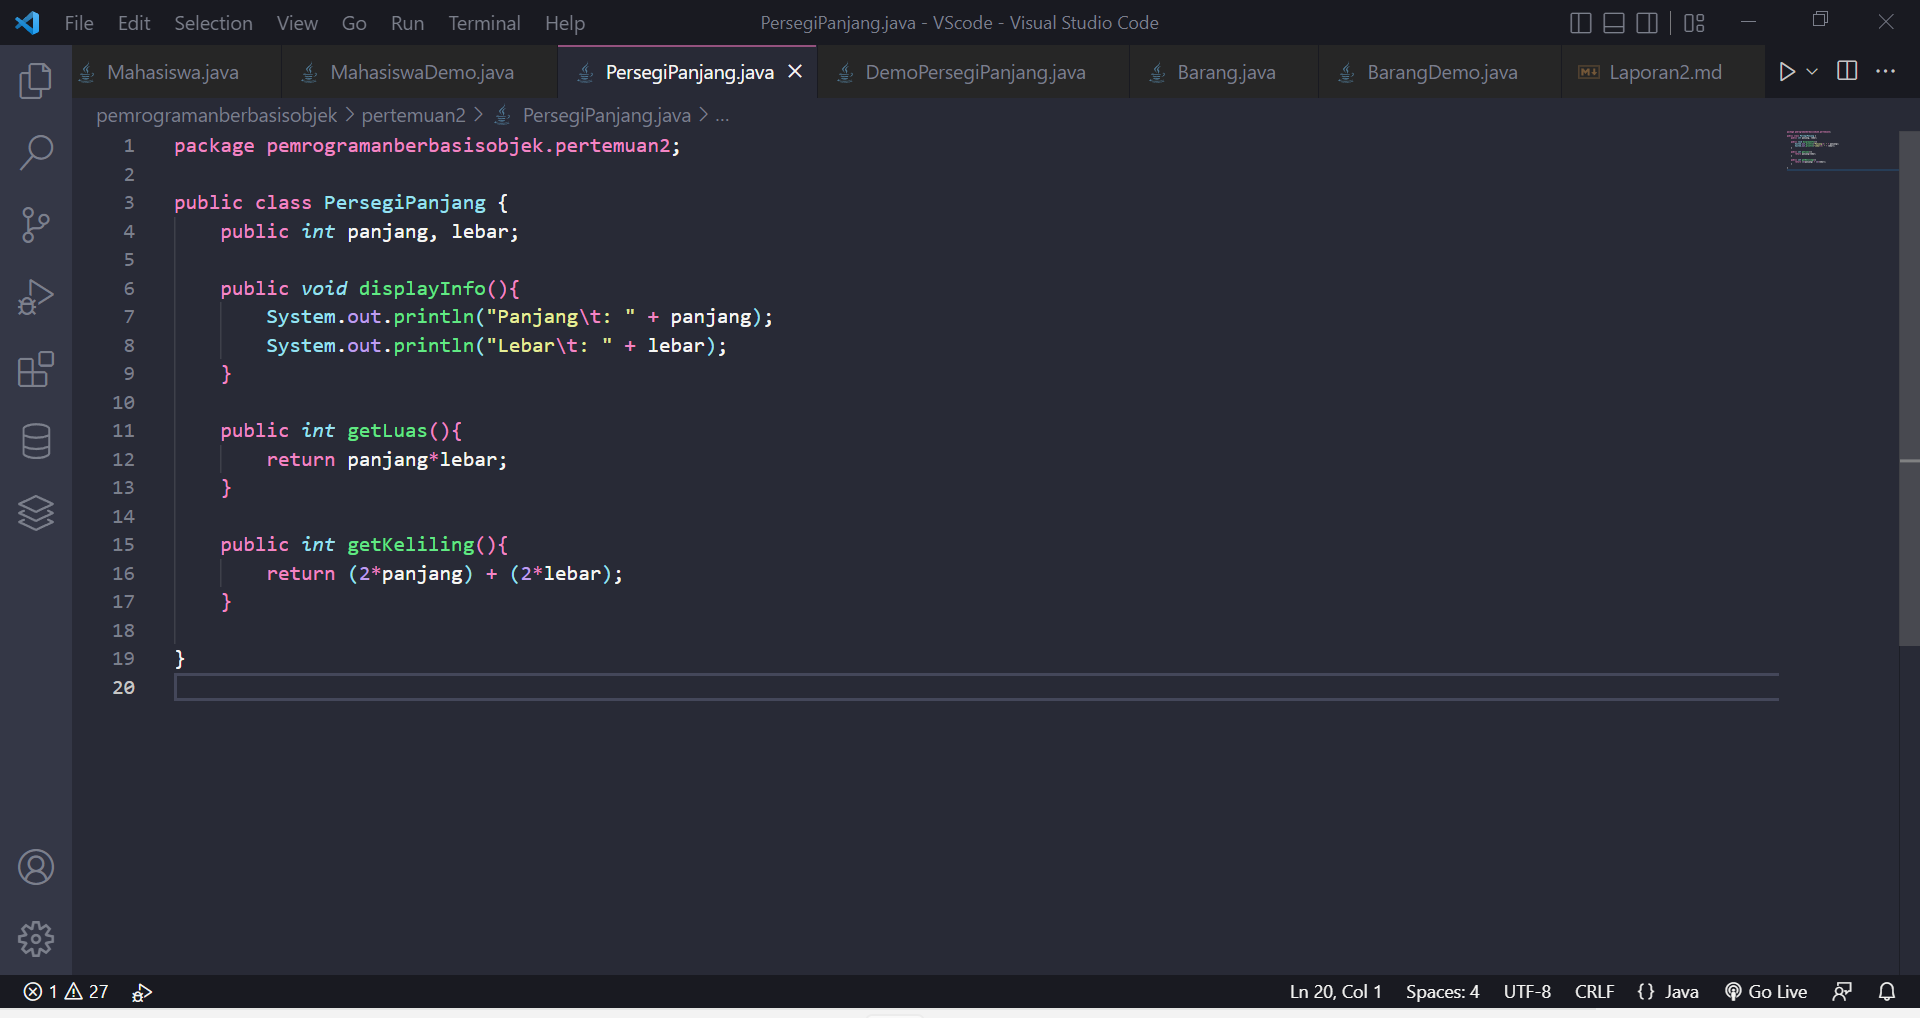 File Edit Selection View Go Run Terminal Help PersegiPanjang.java - VScode - Visual Studio Code
Mahasiswa.java MahasiswaDemo.java PersegiPanjang.java DemoPersegiPanjang.java Barang.java BarangDemo.java Laporan2.md
pemrogramanberbasisobjek > pertemuan2 > PersegiPanjang.java > ...
1 package pemrogramanberbasisobjek.pertemuan2;
2
3 public class PersegiPanjang {
4     public int panjang, lebar;
5
6     public void displayInfo(){
7         System.out.println("Panjang\t: " + panjang);
8         System.out.println("Lebar\t: " + lebar);
9     }
10
11     public int getLuas(){
12         return panjang*lebar;
13     }
14
15     public int getKeliling(){
16         return (2*panjang) + (2*lebar);
17     }
18
19 }
20
1 27 Ln 20, Col 1 Spaces: 4 UTF-8 CRLF {} Java Go Live